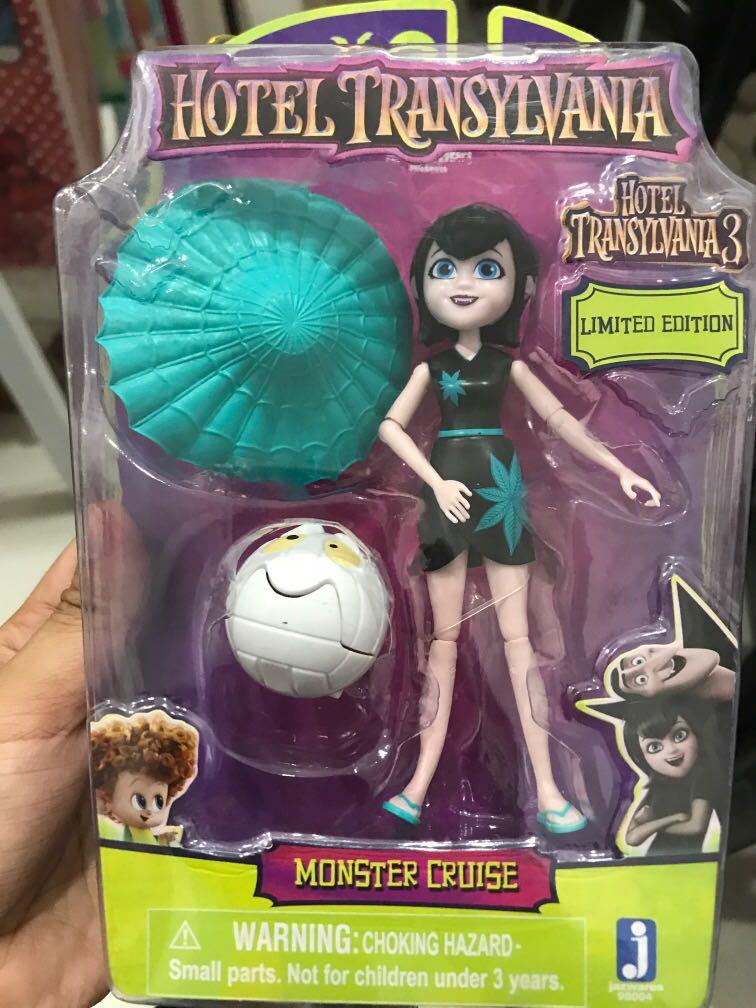 HOTEL TRANSYLVANIA
HOTEL
TRANSYLVANIA 3
LIMITED EDITION
MONSTER CRUISE
WARNING: CHOKING HAZARD-
Small parts. Not for children under 3 years.
j
jazwares